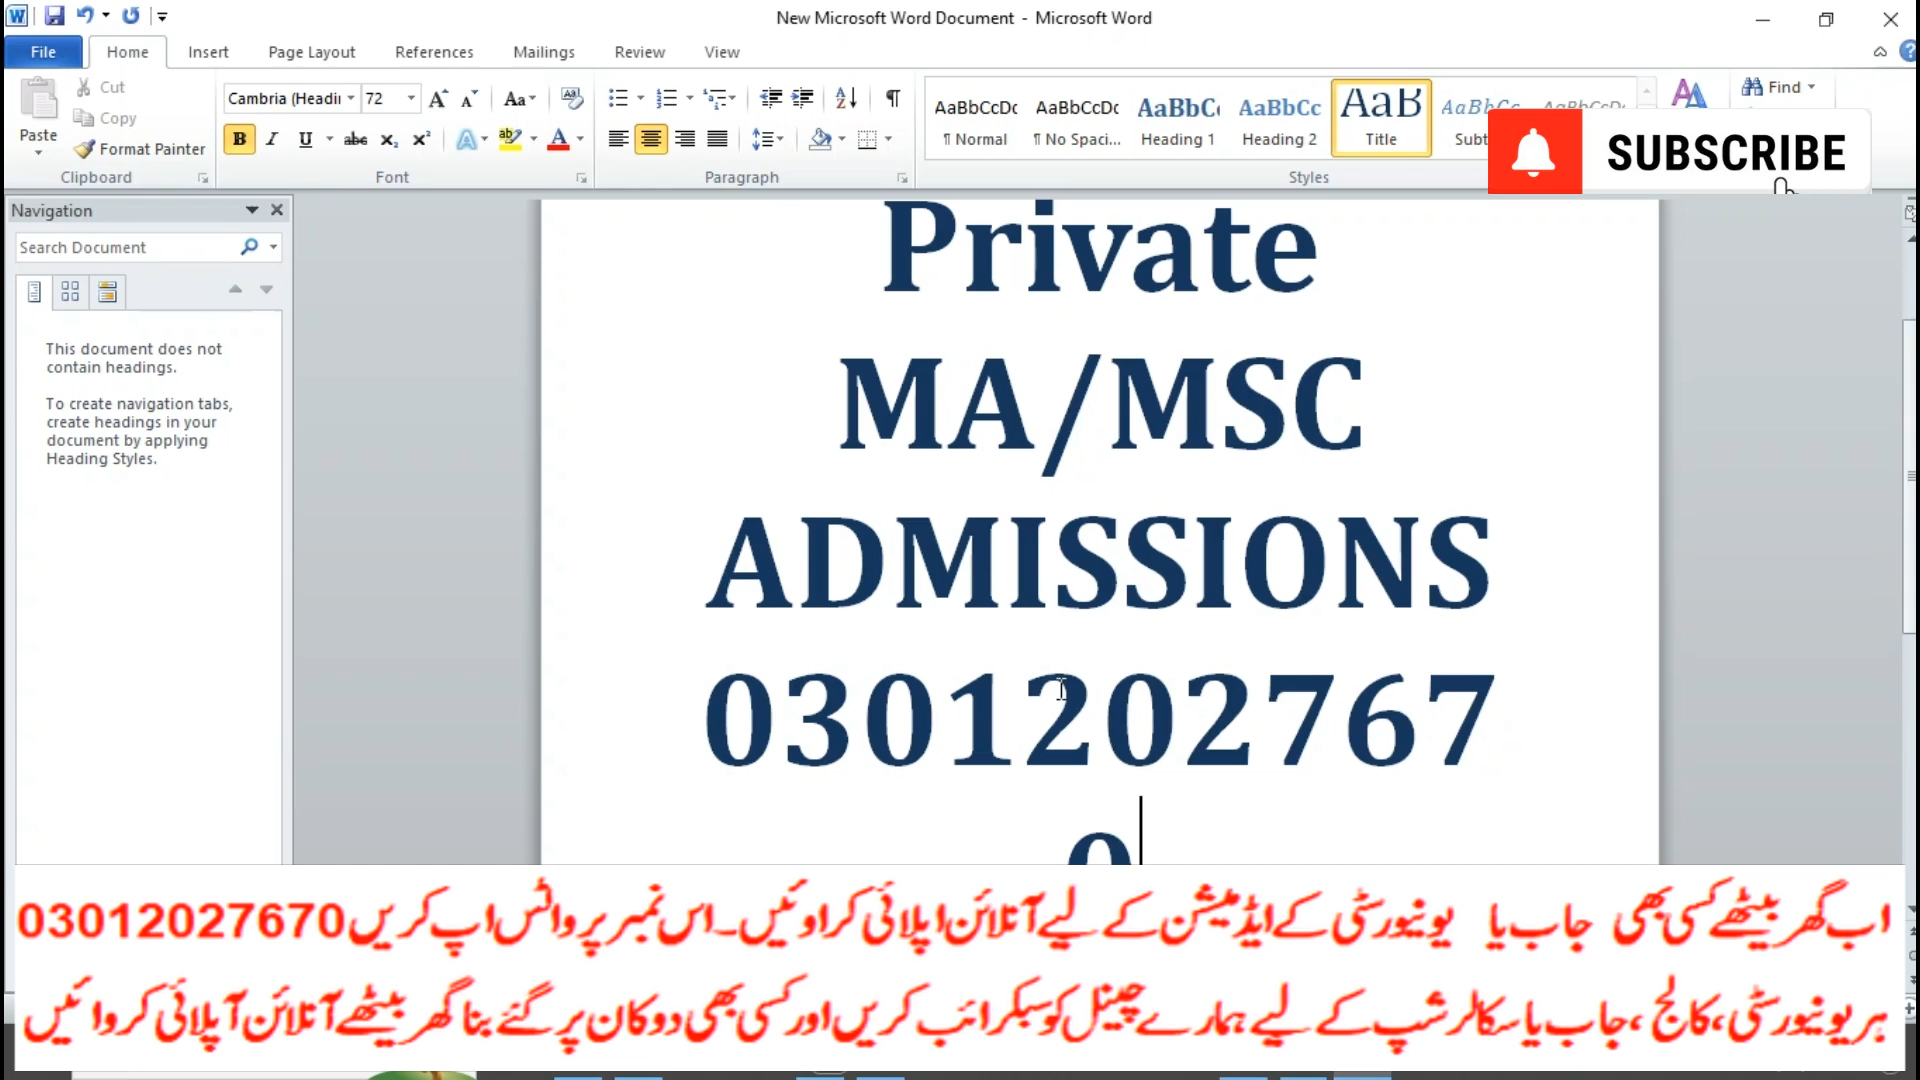 New Microsoft Word Document - Microsoft Word
File Home Insert Page Layout References Mailings Review View
Paste
Cut
Copy
Format Painter
Clipboard
Cambria (Headi 72
Font
Paragraph
AaBbCcDc AaBbCcDc AaBbC AaBbCc AaB AaBbCc AaBbCcDc
¶ Normal ¶ No Spaci... Heading 1 Heading 2 Title Subt
Styles
Find
SUBSCRIBE
Navigation
Search Document
This document does not
contain headings.
To create navigation tabs,
create headings in your
document by applying
Heading Styles.
Private
MA/MSC
ADMISSIONS
0301202767
0
اب گھر بیٹھے کسی بھی جاب یا یونیورسٹی کے ایڈمیشن کے لیے آنلائن اپلائی کراوئیں۔اس نمبر پر واٹس اپ کریں 03012027670
ہر یونیورسٹی، کالج ،جاب یا سکالرشپ کے لیے ہمارے چینل کو سبکرائب کریں اور کسی بھی دوکان پر گئے بنا گھر بیٹھے آنلائن آپلائی کروائیں